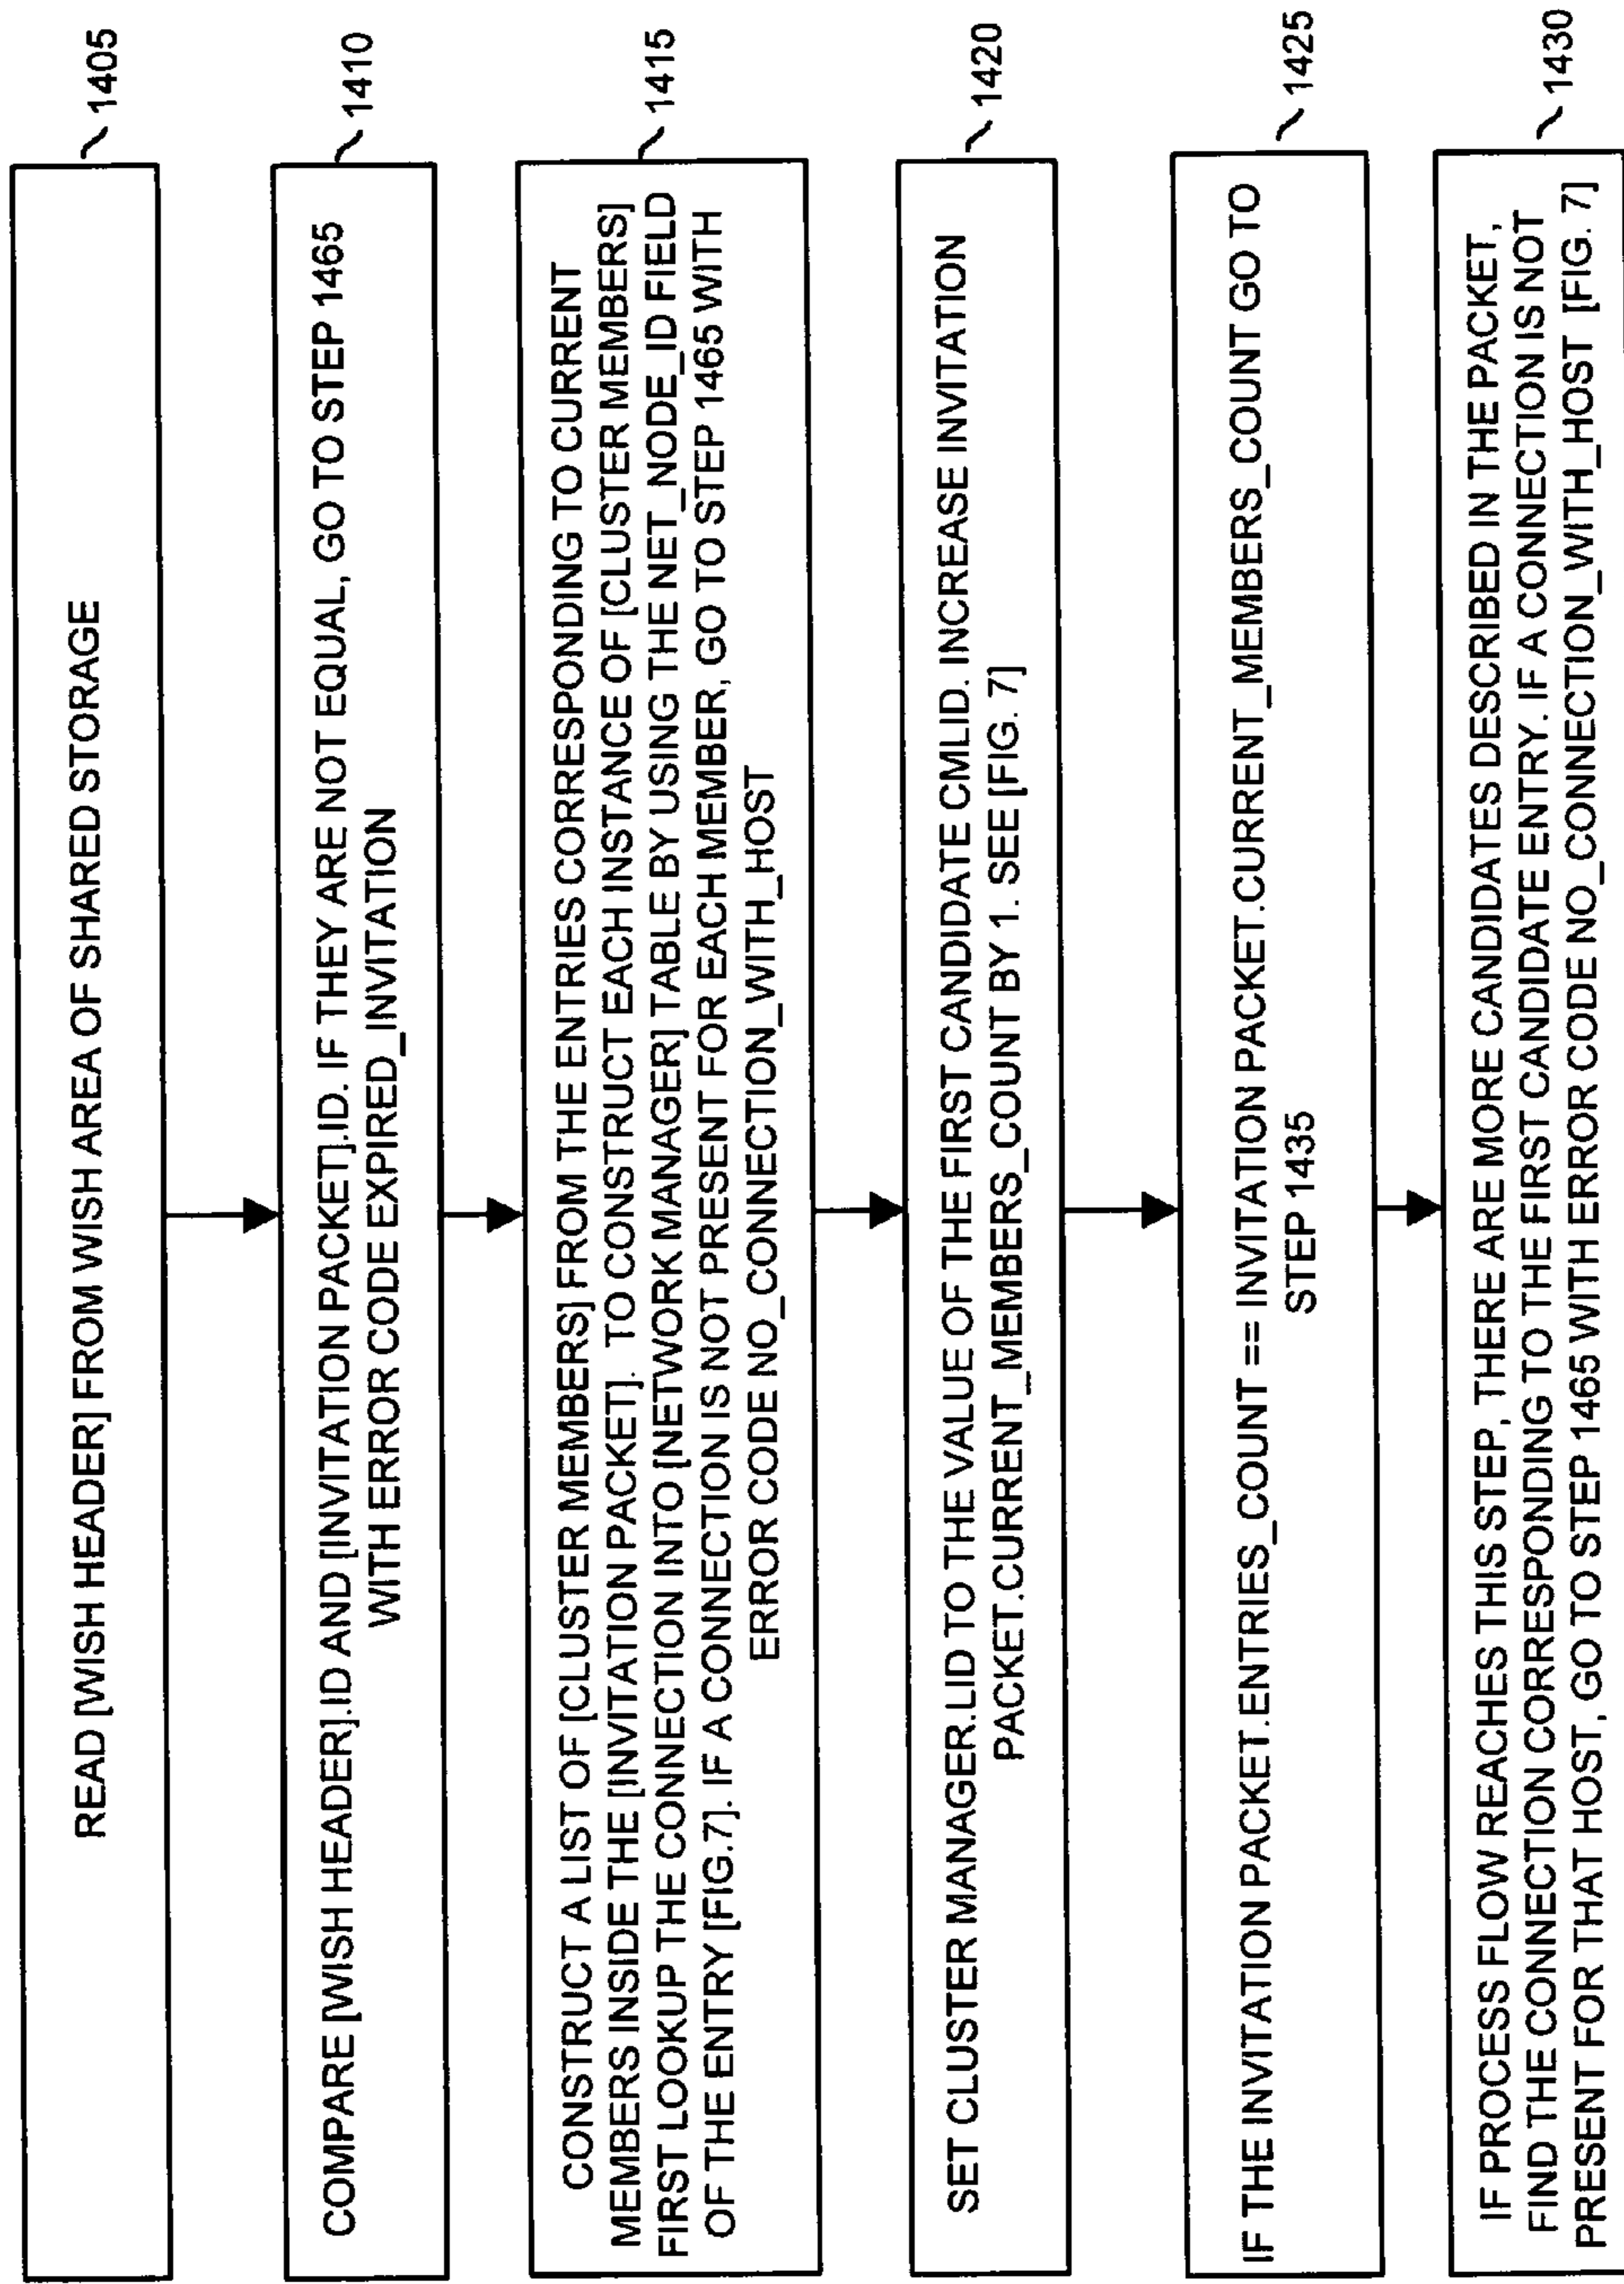 READ [WISH HEADER] FROM WISH AREA OF SHARED STORAGE
1405
COMPARE [WISH HEADER].ID AND [INVITATION PACKET].ID. IF THEY ARE NOT EQUAL, GO TO STEP 1465
WITH ERROR CODE EXPIRED_INVITATION
1410
CONSTRUCT A LIST OF [CLUSTER MEMBERS] FROM THE ENTRIES CORRESPONDING TO CURRENT
MEMBERS INSIDE THE [INVITATION PACKET]. TO CONSTRUCT EACH INSTANCE OF [CLUSTER MEMBERS]
FIRST LOOKUP THE CONNECTION INTO [NETWORK MANAGER] TABLE BY USING THE NET_NODE_ID FIELD
OF THE ENTRY [FIG.7]. IF A CONNECTION IS NOT PRESENT FOR EACH MEMBER, GO TO STEP 1465 WITH
ERROR CODE NO_CONNECTION_WITH_HOST
1415
SET CLUSTER MANAGER.LID TO THE VALUE OF THE FIRST CANDIDATE CMLID. INCREASE INVITATION
PACKET.CURRENT_MEMBERS_COUNT BY 1. SEE [FIG. 7]
1420
IF THE INVITATION PACKET.ENTRIES_COUNT == INVITATION PACKET.CURRENT_MEMBERS_COUNT GO TO
STEP 1435
1425
IF PROCESS FLOW REACHES THIS STEP, THERE ARE MORE CANDIDATES DESCRIBED IN THE PACKET,
FIND THE CONNECTION CORRESPONDING TO THE FIRST CANDIDATE ENTRY. IF A CONNECTION IS NOT
PRESENT FOR THAT HOST, GO TO STEP 1465 WITH ERROR CODE NO_CONNECTION_WITH_HOST [FIG. 7]
1430